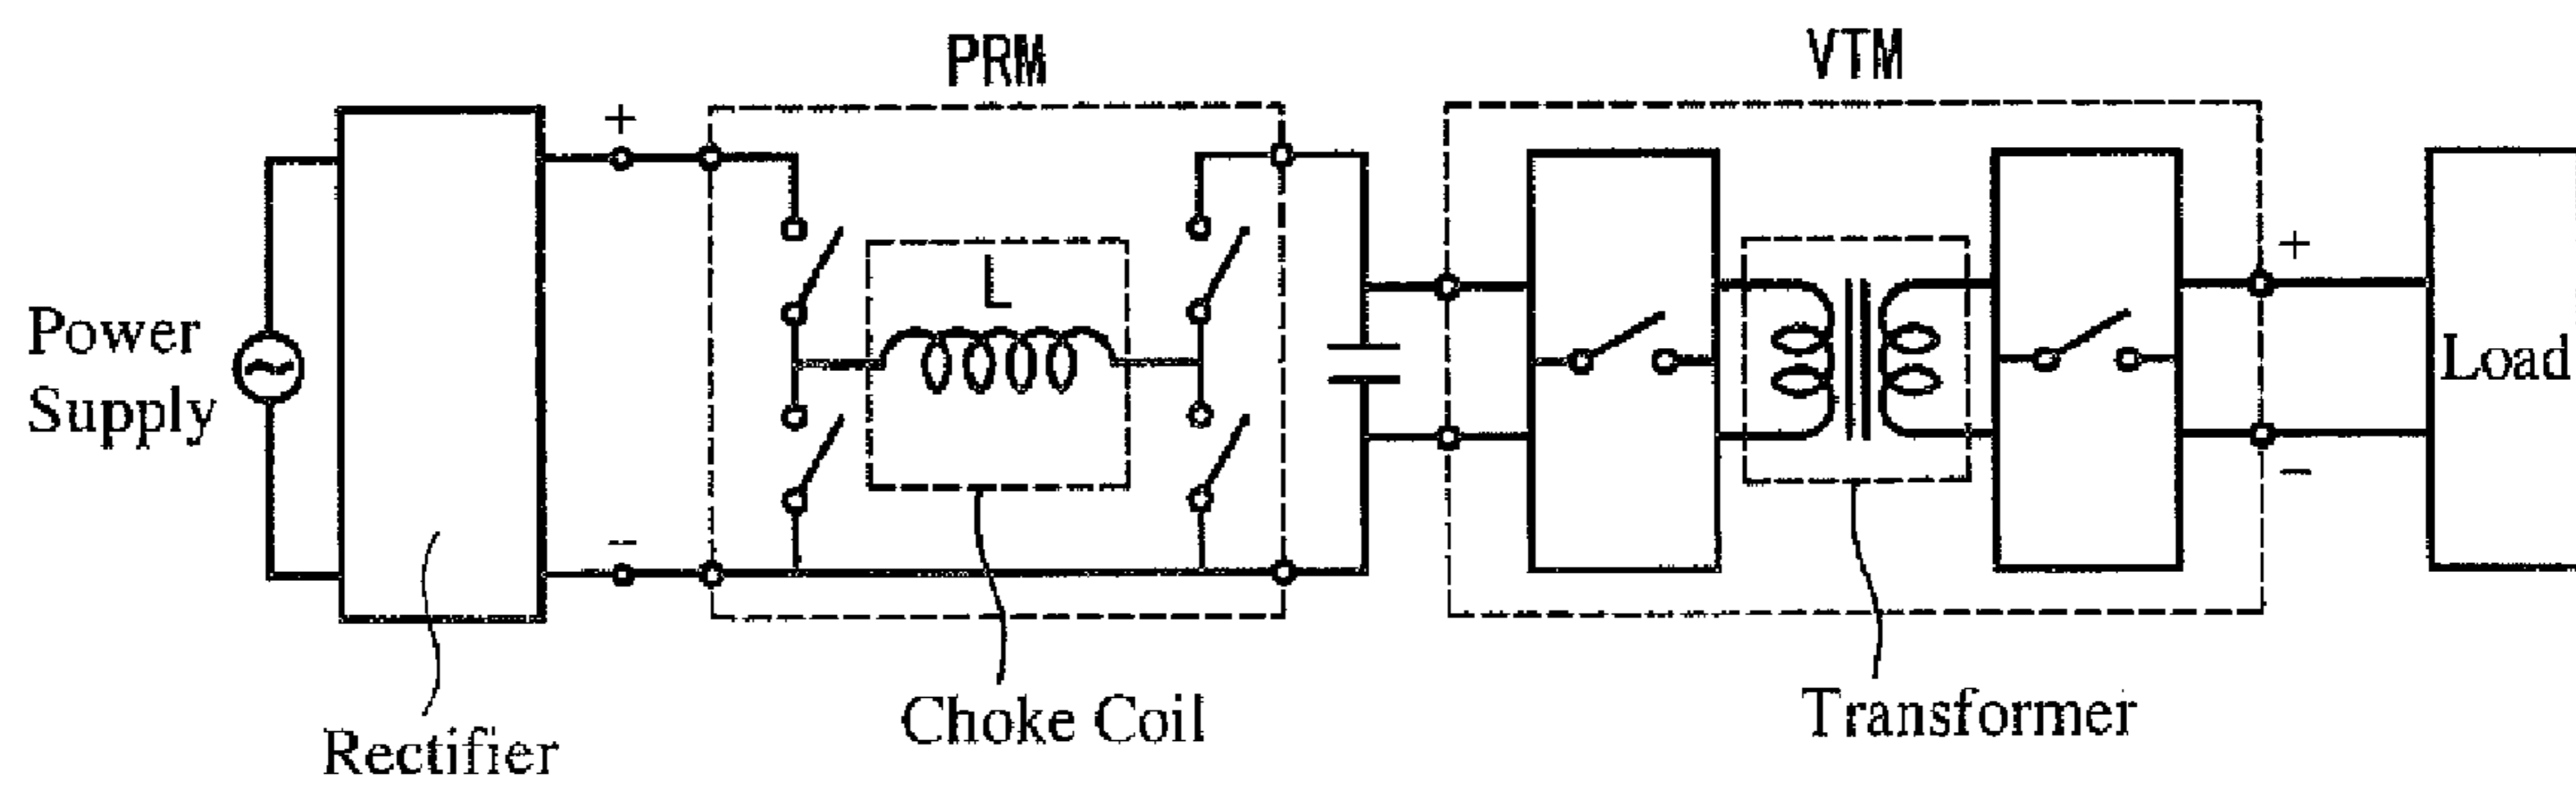 PRM
VTM
+
+
L
Power
Supply
Load
−
−
Choke Coil
Transformer
Rectifier